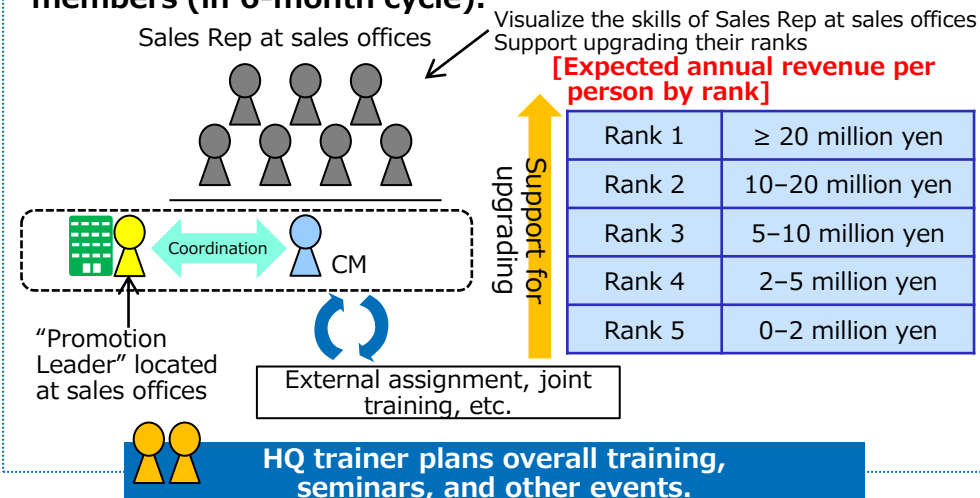 members (in 6-month cycle).
Sales Rep at sales offices
Visualize the skills of Sales Rep at sales offices
Support upgrading their ranks
[Expected annual revenue per
person by rank]
Support for
upgrading
Rank 1 ≥ 20 million yen
Rank 2 10–20 million yen
Rank 3 5–10 million yen
Rank 4 2–5 million yen
Rank 5 0–2 million yen
Coordination
CM
“Promotion
Leader” located
at sales offices
External assignment, joint
training, etc.
HQ trainer plans overall training,
seminars, and other events.